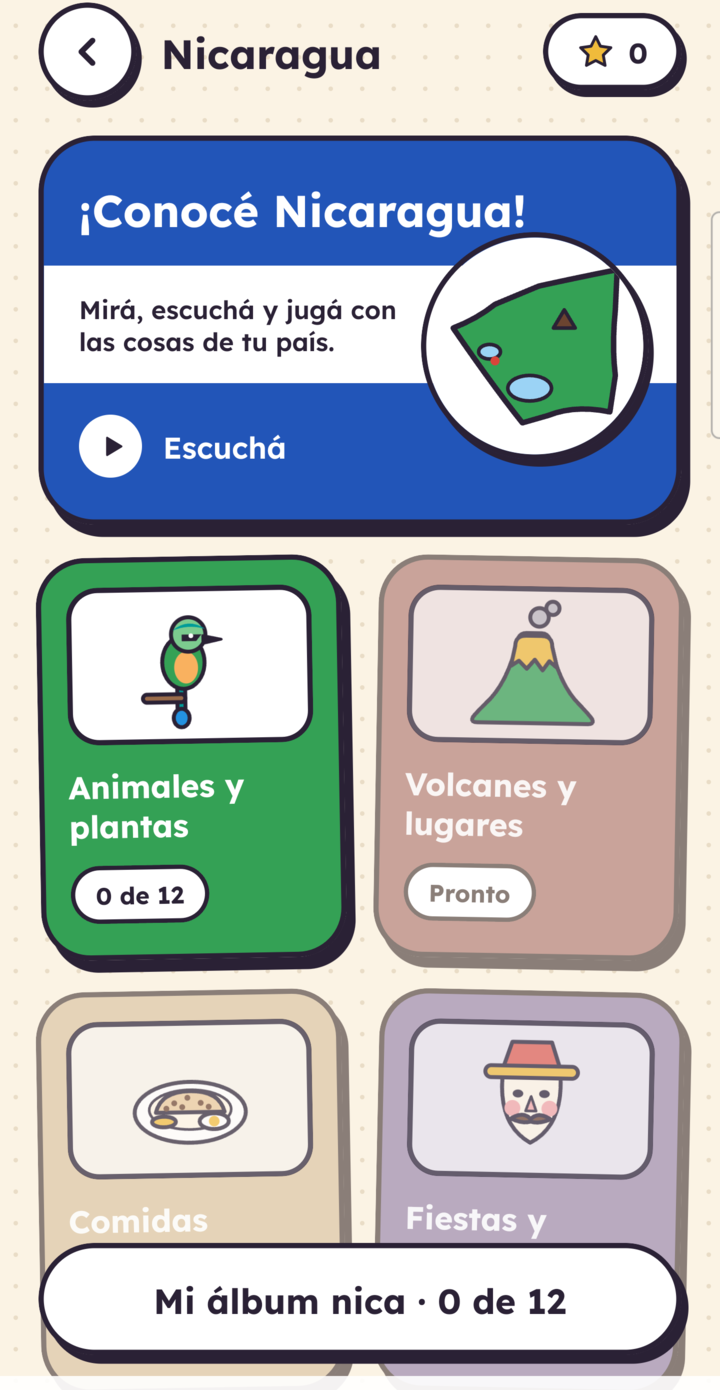 Nicaragua
0
¡Conocé Nicaragua!
Mirá, escuchá y jugá con
las cosas de tu país.
Escuchá
Animales y
plantas
0 de 12
Volcanes y
lugares
Pronto
Comidas
Fiestas y
Mi álbum nica · 0 de 12